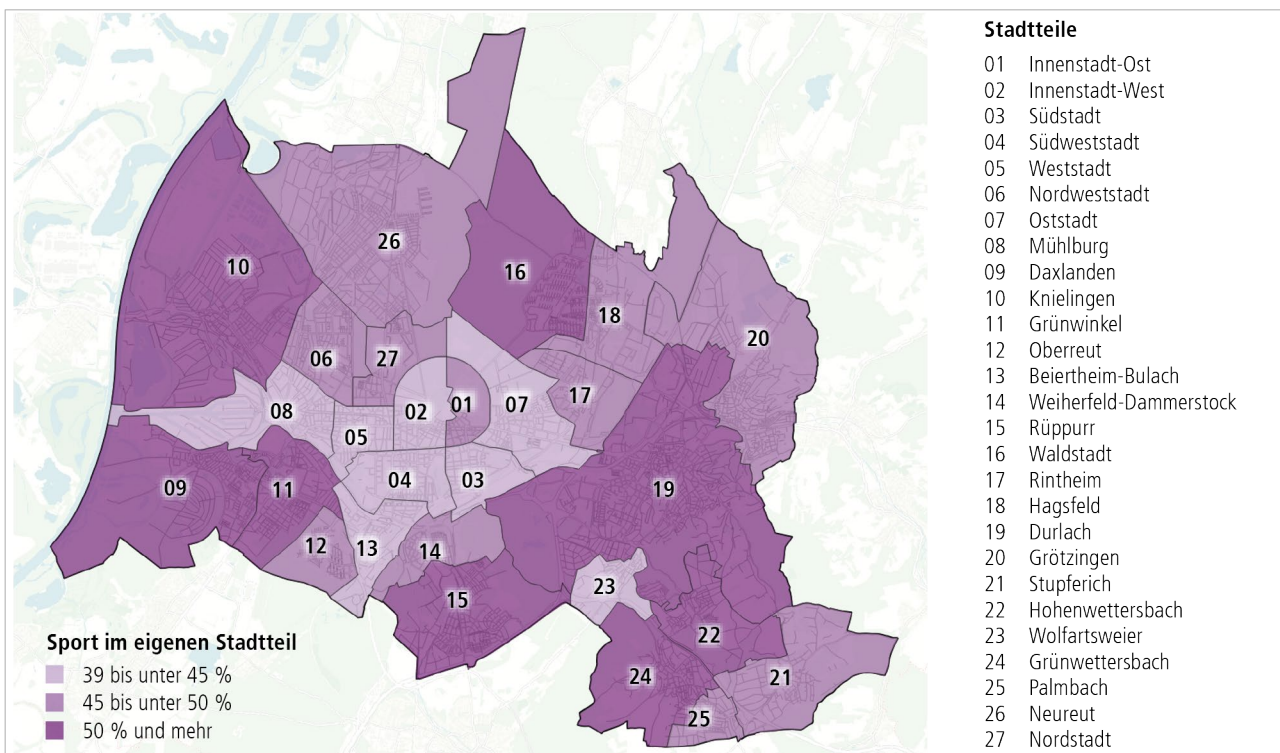 Stadtteile
01 Innenstadt-Ost
02 Innenstadt-West
03 Südstadt
04 Südweststadt
05 Weststadt
06 Nordweststadt
07 Oststadt
08 Mühlburg
09 Daxlanden
10 Knielingen
11 Grünwinkel
12 Oberreut
13 Beiertheim-Bulach
14 Weiherfeld-Dammerstock
15 Rüppurr
16 Waldstadt
17 Rintheim
18 Hagsfeld
19 Durlach
20 Grötzingen
21 Stupferich
22 Hohenwettersbach
23 Wolfartsweier
24 Grünwettersbach
25 Palmbach
26 Neureut
27 Nordstadt
26
10
16
18
20
06
27
17
08
02
01
07
05
04
03
09
11
19
12
13
14
23
15
22
24
21
25
Sport im eigenen Stadtteil
39 bis unter 45 %
45 bis unter 50 %
50 % und mehr